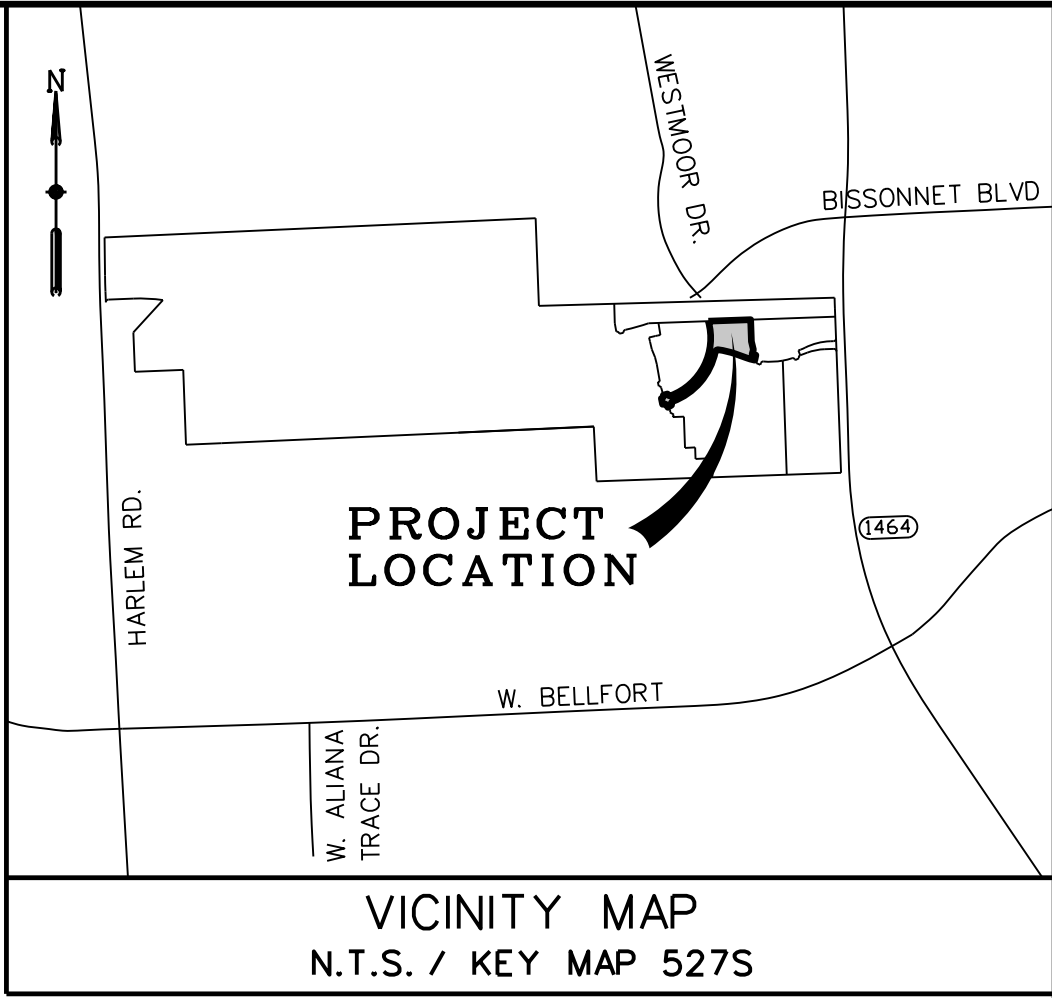 N
WESTMOOR DR.
BISSONNET BLVD
HARLEM RD.
PROJECT
LOCATION
1464
W. BELLFORT
W. ALIANA
TRACE DR.
VICINITY MAP
N.T.S. / KEY MAP 527S